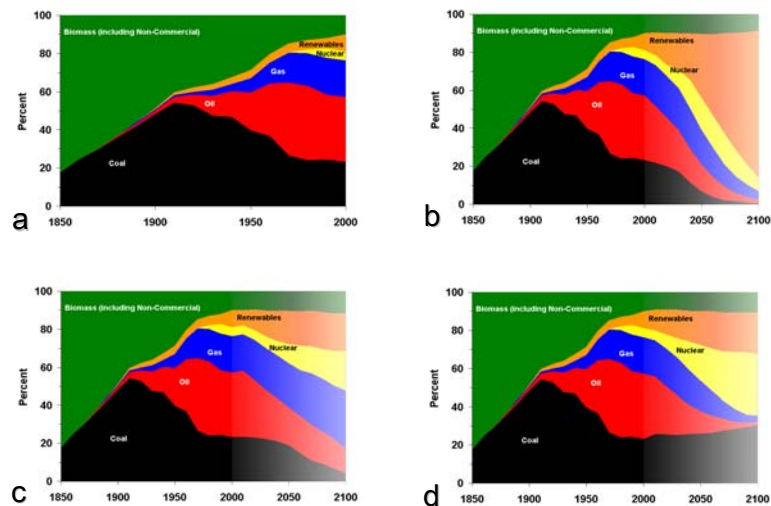 100
80
60
40
20
0
Percent
Biomass (including Non-Commercial)
Renewables
Nuclear
Gas
Oil
Coal
1850 1900 1950 2000
a
100
80
60
40
20
0
Percent
Biomass (including Non-Commercial)
Renewables
Nuclear
Gas
Oil
Coal
1850 1900 1950 2000 2050 2100
b
100
80
60
40
20
0
Percent
Biomass (including Non-Commercial)
Renewables
Nuclear
Gas
Oil
Coal
1850 1900 1950 2000 2050 2100
c
100
80
60
40
20
0
Percent
Biomass (including Non-Commercial)
Renewables
Nuclear
Gas
Oil
Coal
1850 1900 1950 2000 2050 2100
d